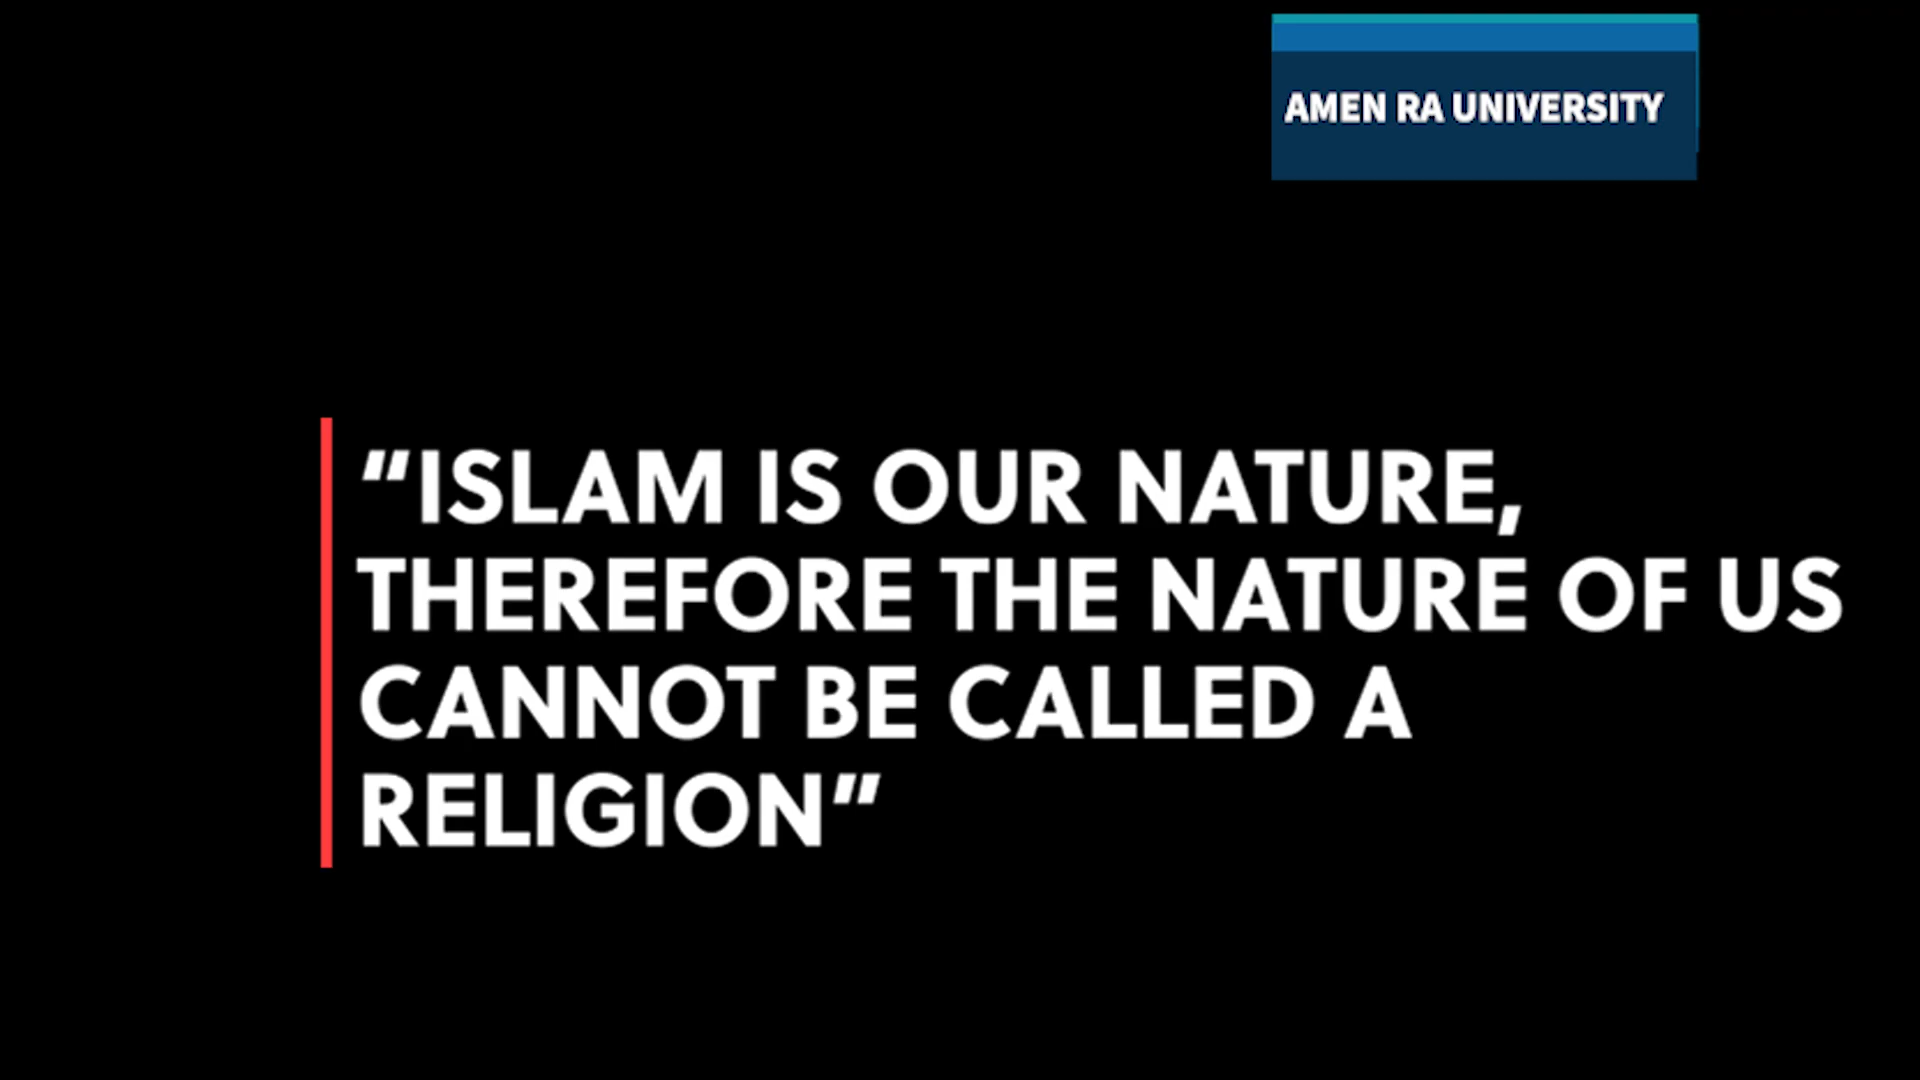 AMEN RA UNIVERSITY
“ISLAM IS OUR NATURE,
THEREFORE THE NATURE OF US
CANNOT BE CALLED A
RELIGION”